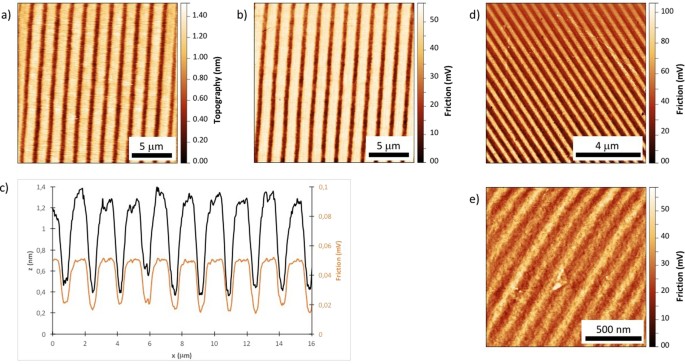 a)
1.40
1.20
1.00
0.80
0.60
0.40
0.20
0.00
Topography (nm)
5 µm
b)
50
40
30
20
10
00
Friction (mV)
5 µm
d)
100
80
60
40
20
00
Friction (mV)
4 µm
c)
1,4
1,2
1
0,8
0,6
0,4
0,2
0
z (nm)
0,1
0,08
0,06
0,04
0,02
0
Friction (mV)
0 2 4 6 8 10 12 14 16
x (µm)
e)
50
40
30
20
10
00
Friction (mV)
500 nm